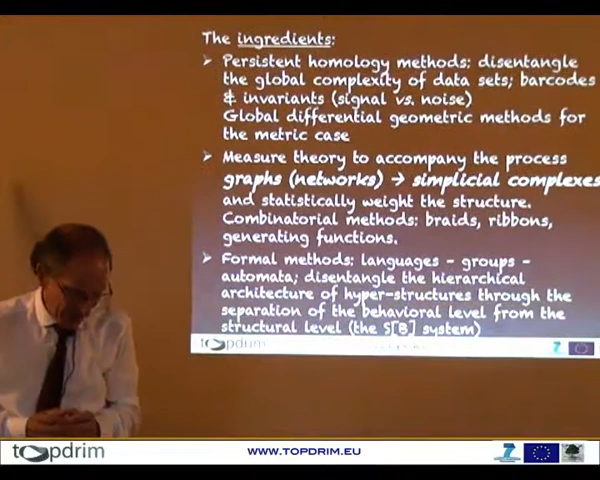 The ingredients:
➢ Persistent homology methods: disentangle
the global complexity of data sets; barcodes
& invariants (signal vs. noise)
Global differential geometric methods for
the metric case
➢ Measure theory to accompany the process
graphs (networks) → simplicial complexes
and statistically weight the structure.
Combinatorial methods: braids, ribbons,
generating functions.
➢ Formal methods: languages - groups -
automata; disentangle the hierarchical
architecture of hyper-structures through the
separation of the behavioral level from the
structural level (the S[B] system)
topdrim
7
topdrim
WWW.TOPDRIM.EU
7